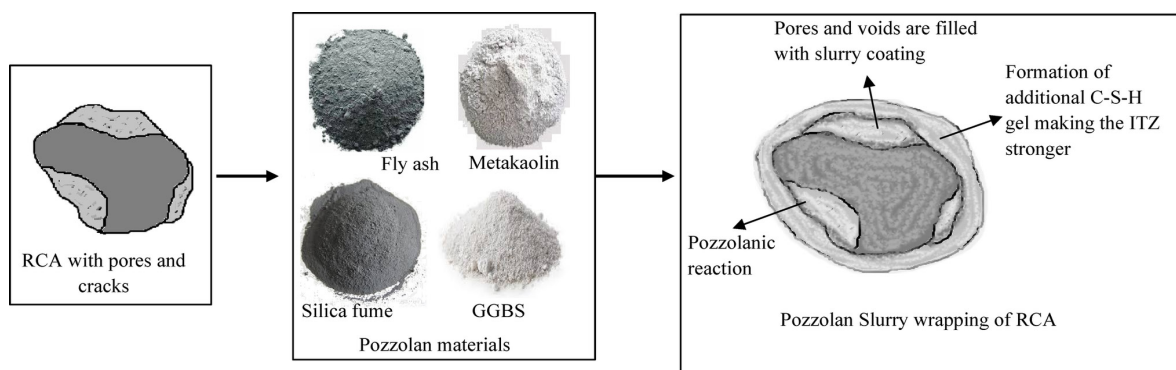 RCA with pores and
cracks
Fly ash
Metakaolin
Silica fume
GGBS
Pozzolan materials
Pores and voids are filled
with slurry coating
Formation of
additional C-S-H
gel making the ITZ
stronger
Pozzolanic
reaction
Pozzolan Slurry wrapping of RCA